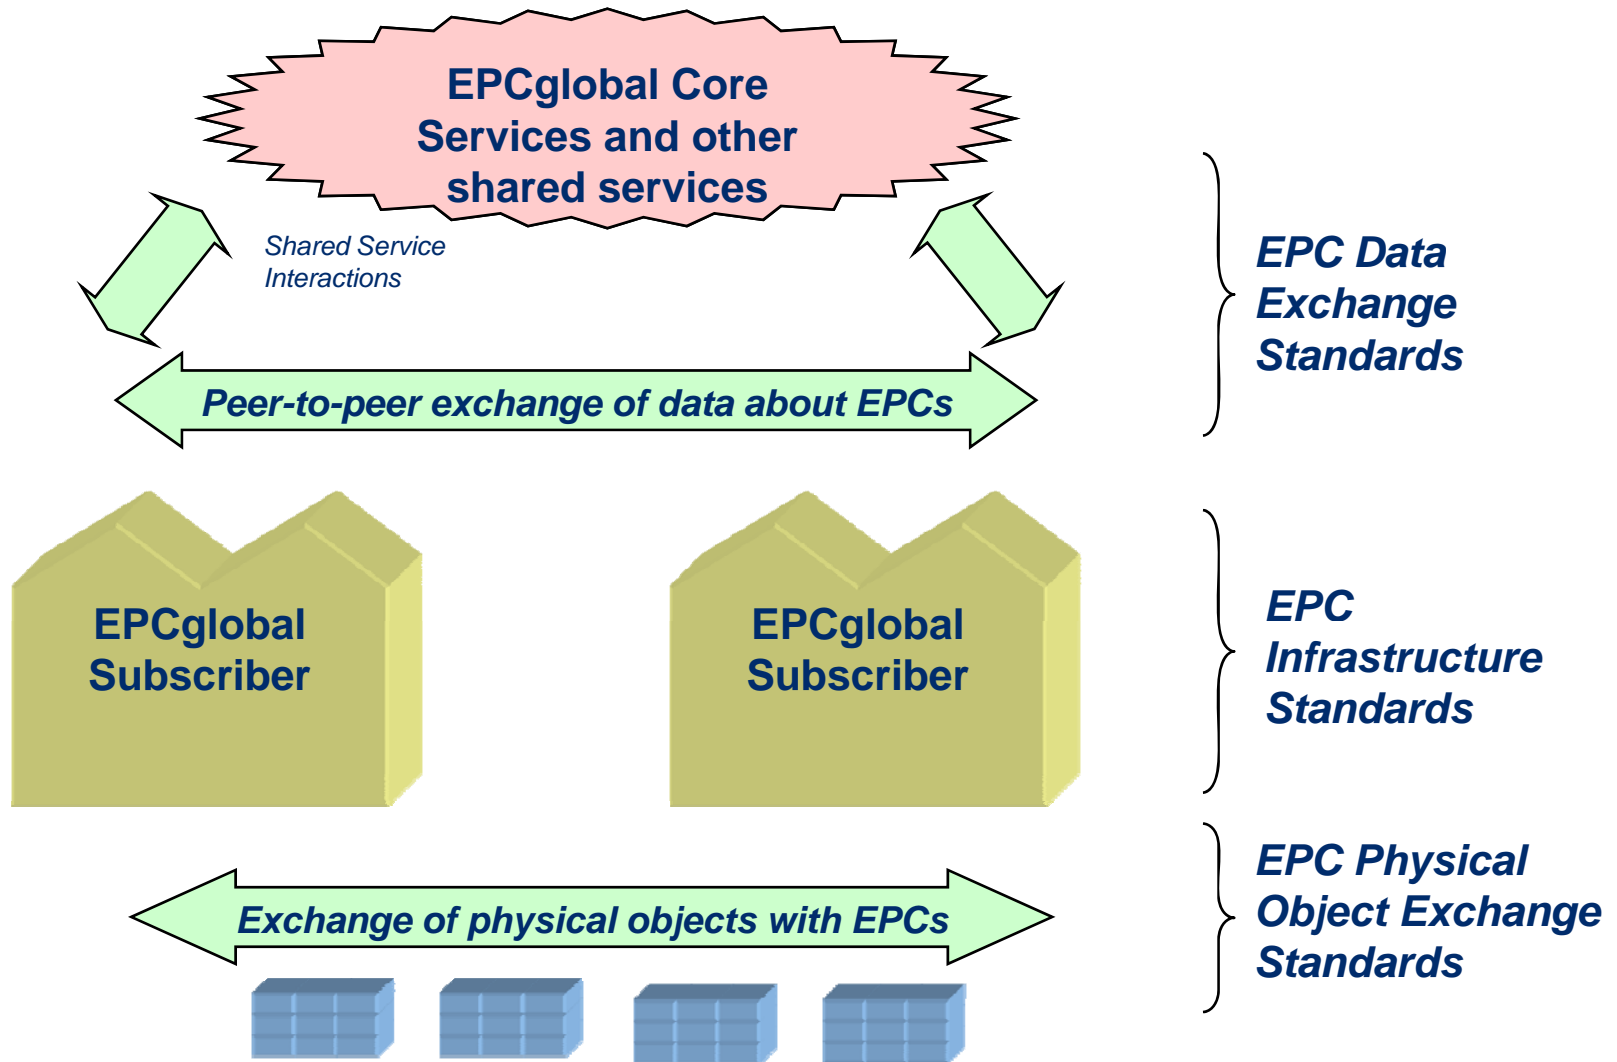 EPCglobal Core
Services and other
shared services
Shared Service
Interactions
EPC Data
Exchange
Standards
Peer-to-peer exchange of data about EPCs
EPCglobal
Subscriber
EPCglobal
Subscriber
EPC
Infrastructure
Standards
Exchange of physical objects with EPCs
EPC Physical
Object Exchange
Standards